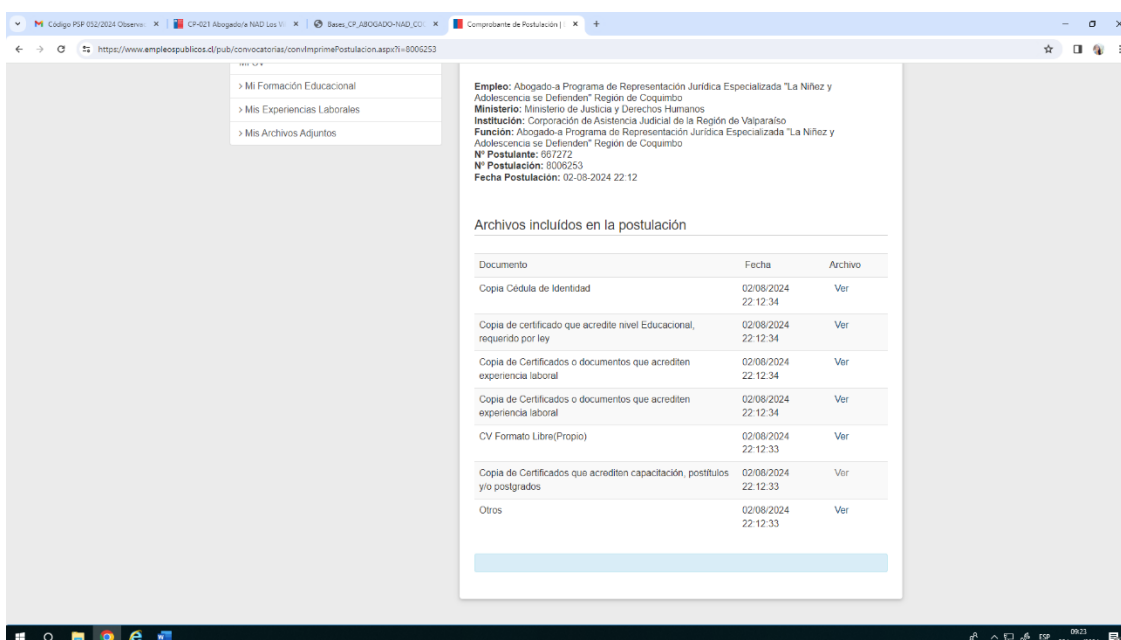 Código PSP 052/2024 Observac
CP-021 Abogado/a NAD Los Vi
Bases_CP_ABOGADO-NAD_COC
Comprobante de Postulación |
https://www.empleospublicos.cl/pub/convocatorias/convImprimePostulacion.aspx?i=8006253
> Mi Formación Educacional
> Mis Experiencias Laborales
> Mis Archivos Adjuntos
Empleo: Abogado-a Programa de Representación Jurídica Especializada "La Niñez y
Adolescencia se Defienden" Región de Coquimbo
Ministerio: Ministerio de Justicia y Derechos Humanos
Institución: Corporación de Asistencia Judicial de la Región de Valparaíso
Función: Abogado-a Programa de Representación Jurídica Especializada "La Niñez y
Adolescencia se Defienden" Región de Coquimbo
Nº Postulante: 667272
Nº Postulación: 8006253
Fecha Postulación: 02-08-2024 22:12
Archivos incluídos en la postulación
Documento Fecha Archivo
Copia Cédula de Identidad 02/08/2024 Ver
22:12:34
Copia de certificado que acredite nivel Educacional, 02/08/2024 Ver
requerido por ley 22:12:34
Copia de Certificados o documentos que acrediten 02/08/2024 Ver
experiencia laboral 22:12:34
Copia de Certificados o documentos que acrediten 02/08/2024 Ver
experiencia laboral 22:12:34
CV Formato Libre(Propio) 02/08/2024 Ver
22:12:33
Copia de Certificados que acrediten capacitación, postítulos 02/08/2024 Ver
y/o postgrados 22:12:33
Otros 02/08/2024 Ver
22:12:33
ESP
09:23